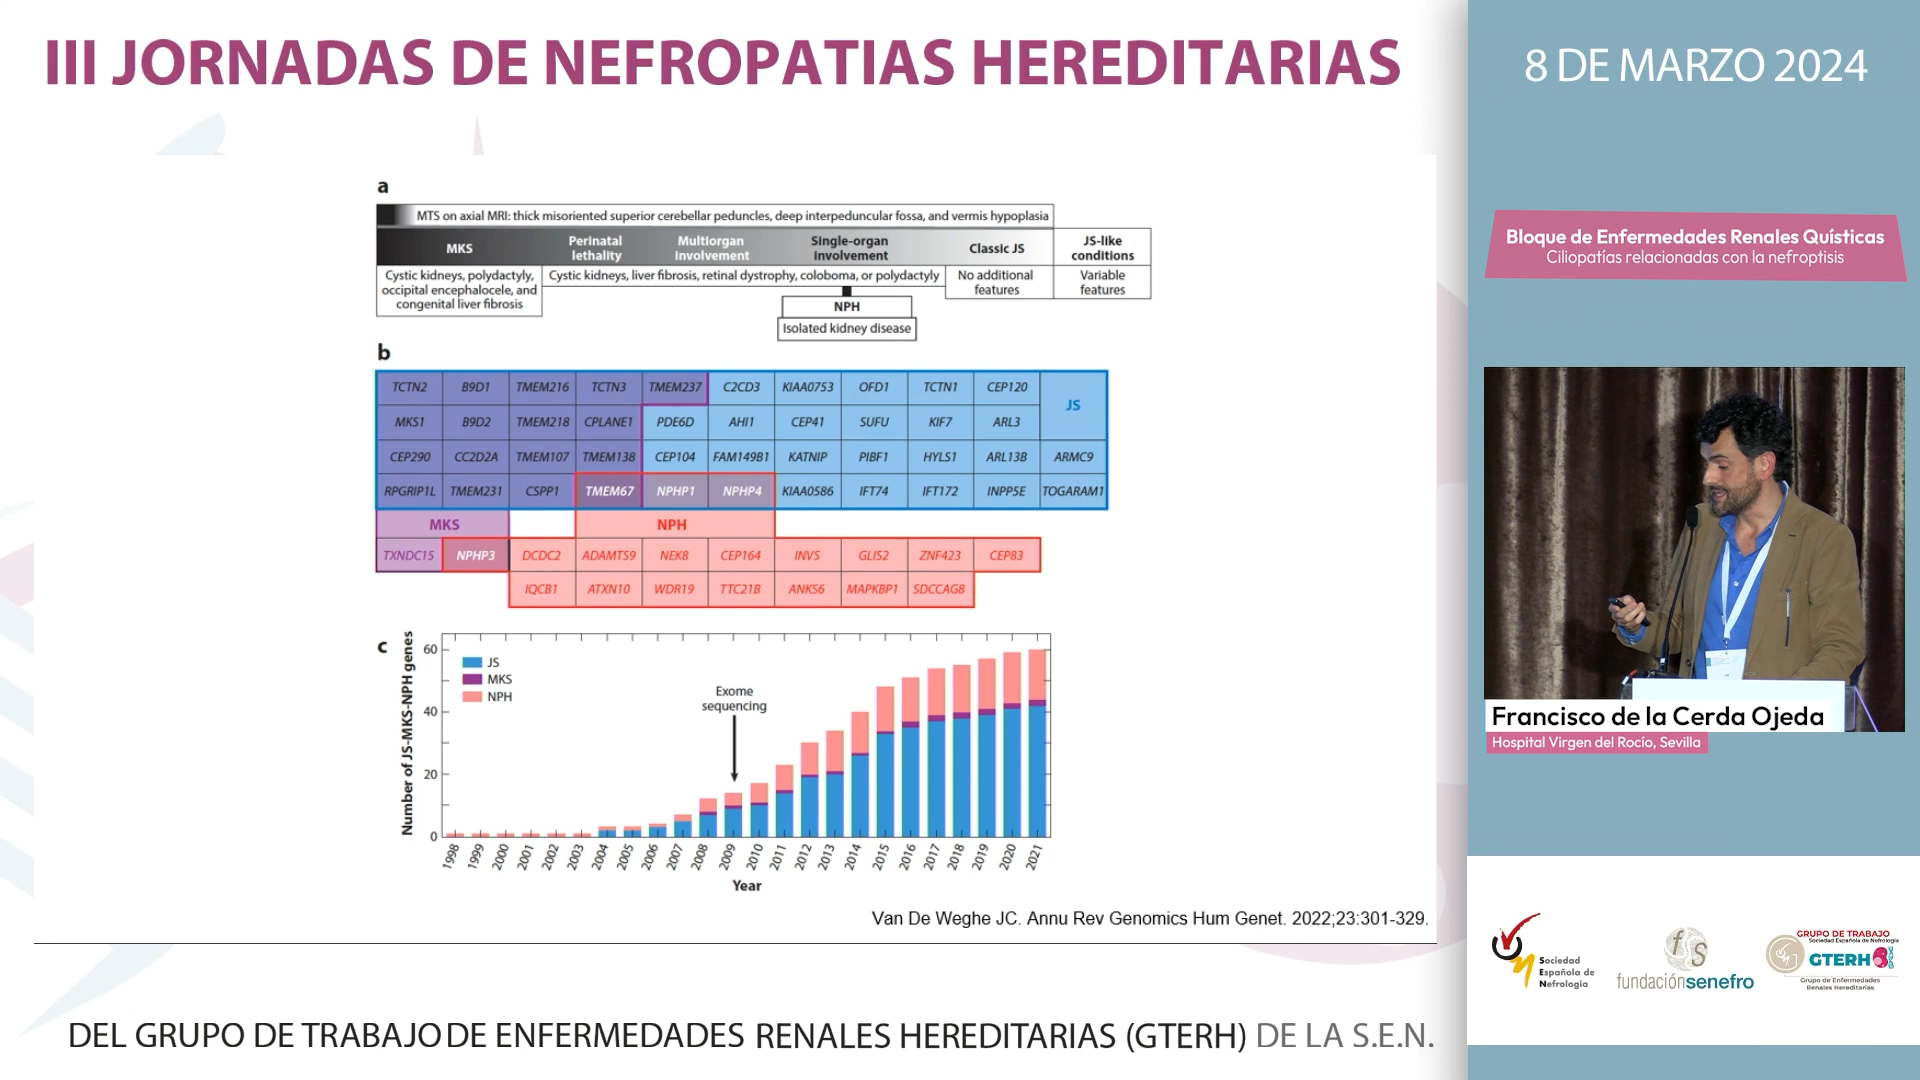 III JORNADAS DE NEFROPATIAS HEREDITARIAS
8 DE MARZO 2024
Bloque de Enfermedades Renales Quísticas
Ciliopatías relacionadas con la nefroptisis
a
MTS on axial MRI: thick misoriented superior cerebellar peduncles, deep interpeduncular fossa, and vermis hypoplasia
MKS
Perinatal lethality
Multiorgan involvement
Single-organ involvement
Classic JS
JS-like conditions
Cystic kidneys, polydactyly, occipital encephalocele, and congenital liver fibrosis
Cystic kidneys, liver fibrosis, retinal dystrophy, coloboma, or polydactyly
No additional features
Variable features
NPH
Isolated kidney disease
b
TCTN2 B9D1 TMEM216 TCTN3 TMEM237 C2CD3 KIAA0753 OFD1 TCTN1 CEP120
JS
MKS1 B9D2 TMEM218 CPLANE1 PDE6D AHI1 CEP41 SUFU KIF7 ARL3
CEP290 CC2D2A TMEM107 TMEM138 CEP104 FAM149B1 KATNIP PIBF1 HYLS1 ARL13B ARMC9
RPGRIP1L TMEM231 CSPP1 TMEM67 NPHP1 NPHP4 KIAA0586 IFT74 IFT172 INPP5E TOGARAM1
MKS NPH
TXNDC15 NPHP3 DCDC2 ADAMTS9 NEK8 CEP164 INVS GLIS2 ZNF423 CEP83
IQCB1 ATXN10 WDR19 TTC21B ANKS6 MAPKBP1 SDCCAG8
c
Number of JS-MKS-NPH genes
60
40
20
0
JS
MKS
NPH
Exome
sequencing
1998 1999 2000 2001 2002 2003 2004 2005 2006 2007 2008 2009 2010 2011 2012 2013 2014 2015 2016 2017 2018 2019 2020 2021
Year
Van De Weghe JC. Annu Rev Genomics Hum Genet. 2022;23:301-329.
Francisco de la Cerda Ojeda
Hospital Virgen del Rocío, Sevilla
Sociedad
Española de
Nefrología
fS
fundaciónsenefro
GRUPO DE TRABAJO
Sociedad Española de Nefrología
GTERH
Grupo de Enfermedades
Renales Hereditarias
DEL GRUPO DE TRABAJO DE ENFERMEDADES RENALES HEREDITARIAS (GTERH) DE LA S.E.N.